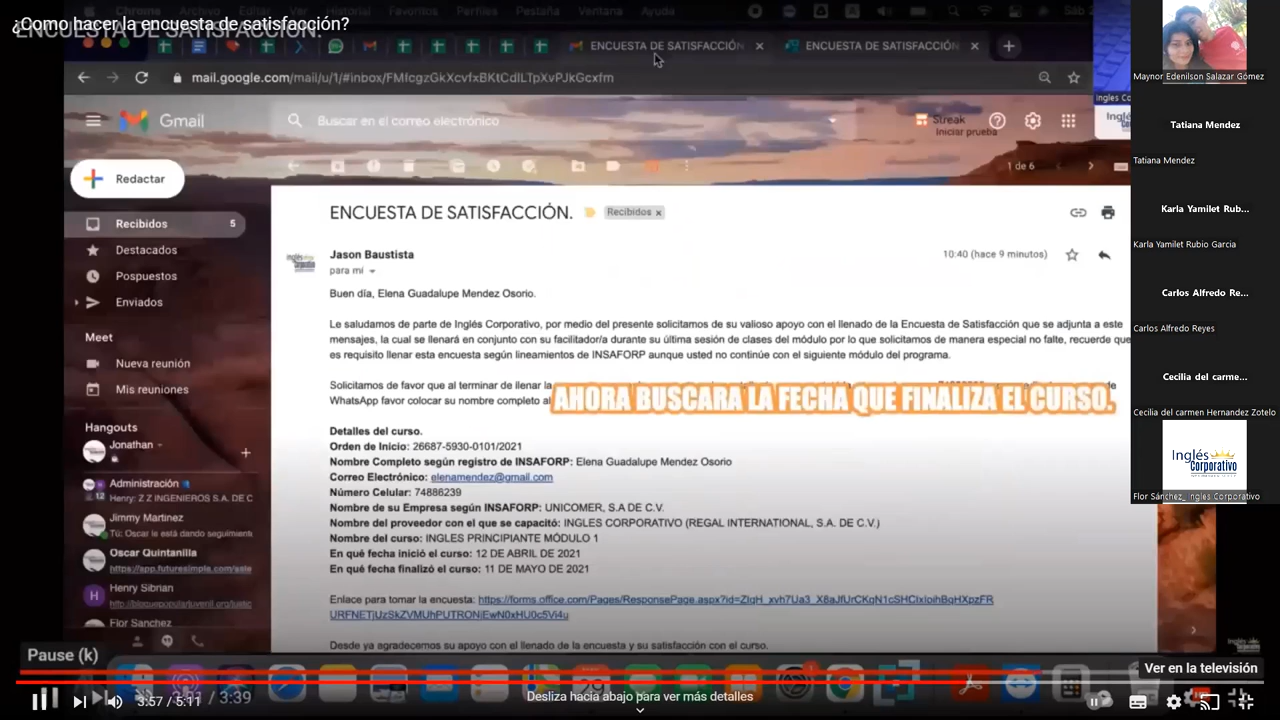 ¿Como hacer la encuesta de satisfacción?
ENCUESTA DE SATISFACCIÓN.
ENCUESTA DE SATISFACCIÓN
ENCUESTA DE SATISFACCIÓN
mail.google.com/mail/u/1/#inbox/FMfcgzGkXcvfxBKtCdlLTpXvPJkGcxfm
Gmail
Buscar en el correo electrónico
Streak
Iniciar prueba
1 de 6
Redactar
Recibidos 5
Destacados
Pospuestos
Enviados
Meet
Nueva reunión
Mis reuniones
Hangouts
Jonathan
Administración
Henry: Z Z INGENIEROS S.A. DE C
Jimmy Martinez
Tú: Oscar le está dando seguimient
Oscar Quintanilla
https://app.futuresimple.com/sale
Henry Sibrian
Flor Sanchez
ENCUESTA DE SATISFACCIÓN.
Recibidos x
Jason Baustista
10:40 (hace 9 minutos)
para mí
Buen día, Elena Guadalupe Mendez Osorio.
Le saludamos de parte de Inglés Corporativo, por medio del presente solicitamos de su valioso apoyo con el llenado de la Encuesta de Satisfacción que se adjunta a este
mensajes, la cual se llenará en conjunto con su facilitador/a durante su última sesión de clases del módulo por lo que solicitamos de manera especial no falte, recuerde que
es requisito llenar esta encuesta según lineamientos de INSAFORP aunque usted no continúe con el siguiente módulo del programa.
Solicitamos de favor que al terminar de llenar la
WhatsApp favor colocar su nombre completo al
AHORA BUSCARA LA FECHA QUE FINALIZA EL CURSO.
Detalles del curso.
Orden de Inicio: 26687-5930-0101/2021
Nombre Completo según registro de INSAFORP: Elena Guadalupe Mendez Osorio
Correo Electrónico: elenamendez@gmail.com
Número Celular: 74886239
Nombre de su Empresa según INSAFORP: UNICOMER, S.A DE C.V.
Nombre del proveedor con el que se capacitó: INGLES CORPORATIVO (REGAL INTERNATIONAL, S.A. DE C.V.)
Nombre del curso: INGLES PRINCIPIANTE MÓDULO 1
En qué fecha inició el curso: 12 DE ABRIL DE 2021
En qué fecha finalizó el curso: 11 DE MAYO DE 2021
Enlace para tomar la encuesta: https://forms.office.com/Pages/ResponsePage.aspx?id=ZIgH_xvh7Ua3_X8aJfUrCKgN1cSHCIxIoihBqHXpzFR
URFNETjUzSkZVMUhPUTRONjEwN0xHU0c5Vi4u
Desde ya agradecemos su apoyo con el llenado de la encuesta y su satisfacción con el curso.
Maynor Edenilson Salazar Gómez
Tatiana Mendez
Tatiana Mendez
Karla Yamilet Rub...
Karla Yamilet Rubio Garcia
Carlos Alfredo Re...
Carlos Alfredo Reyes
Cecilia del carme...
Cecilia del carmen Hernandez Zotelo
Inglés
Corporativo
Flor Sánchez_ Ingles Corporativo
Pause (k)
Ver en la televisión
3:57 / 5:11
3:39
Desliza hacia abajo para ver más detalles